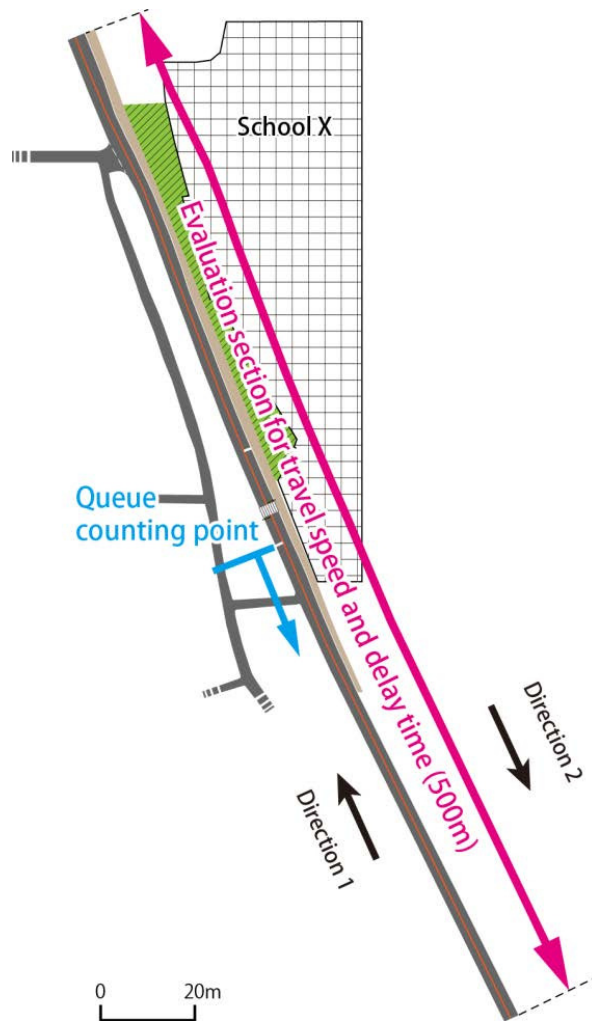 School X
Evaluation section for travel speed and delay time (500m)
Queue
counting point
Direction 2
Direction 1
0 20m